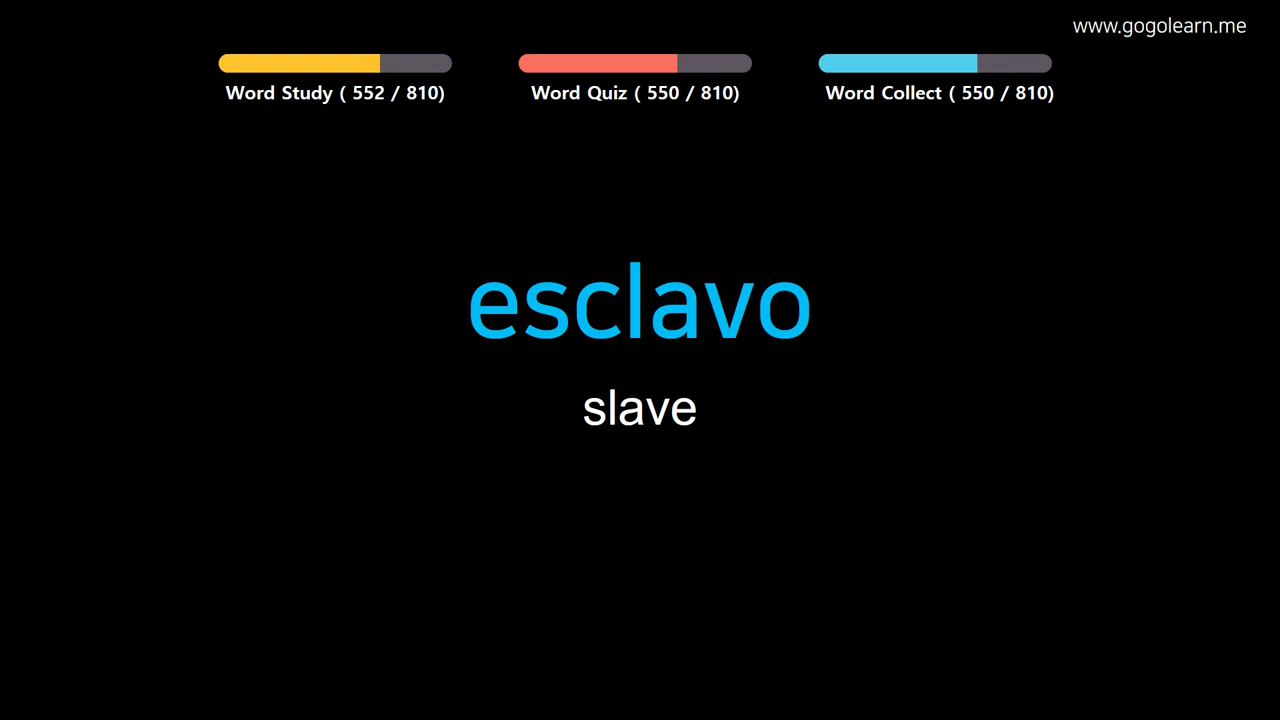 www.gogolearn.me
Word Study ( 552 / 810)
Word Quiz ( 550 / 810)
Word Collect ( 550 / 810)
esclavo
slave